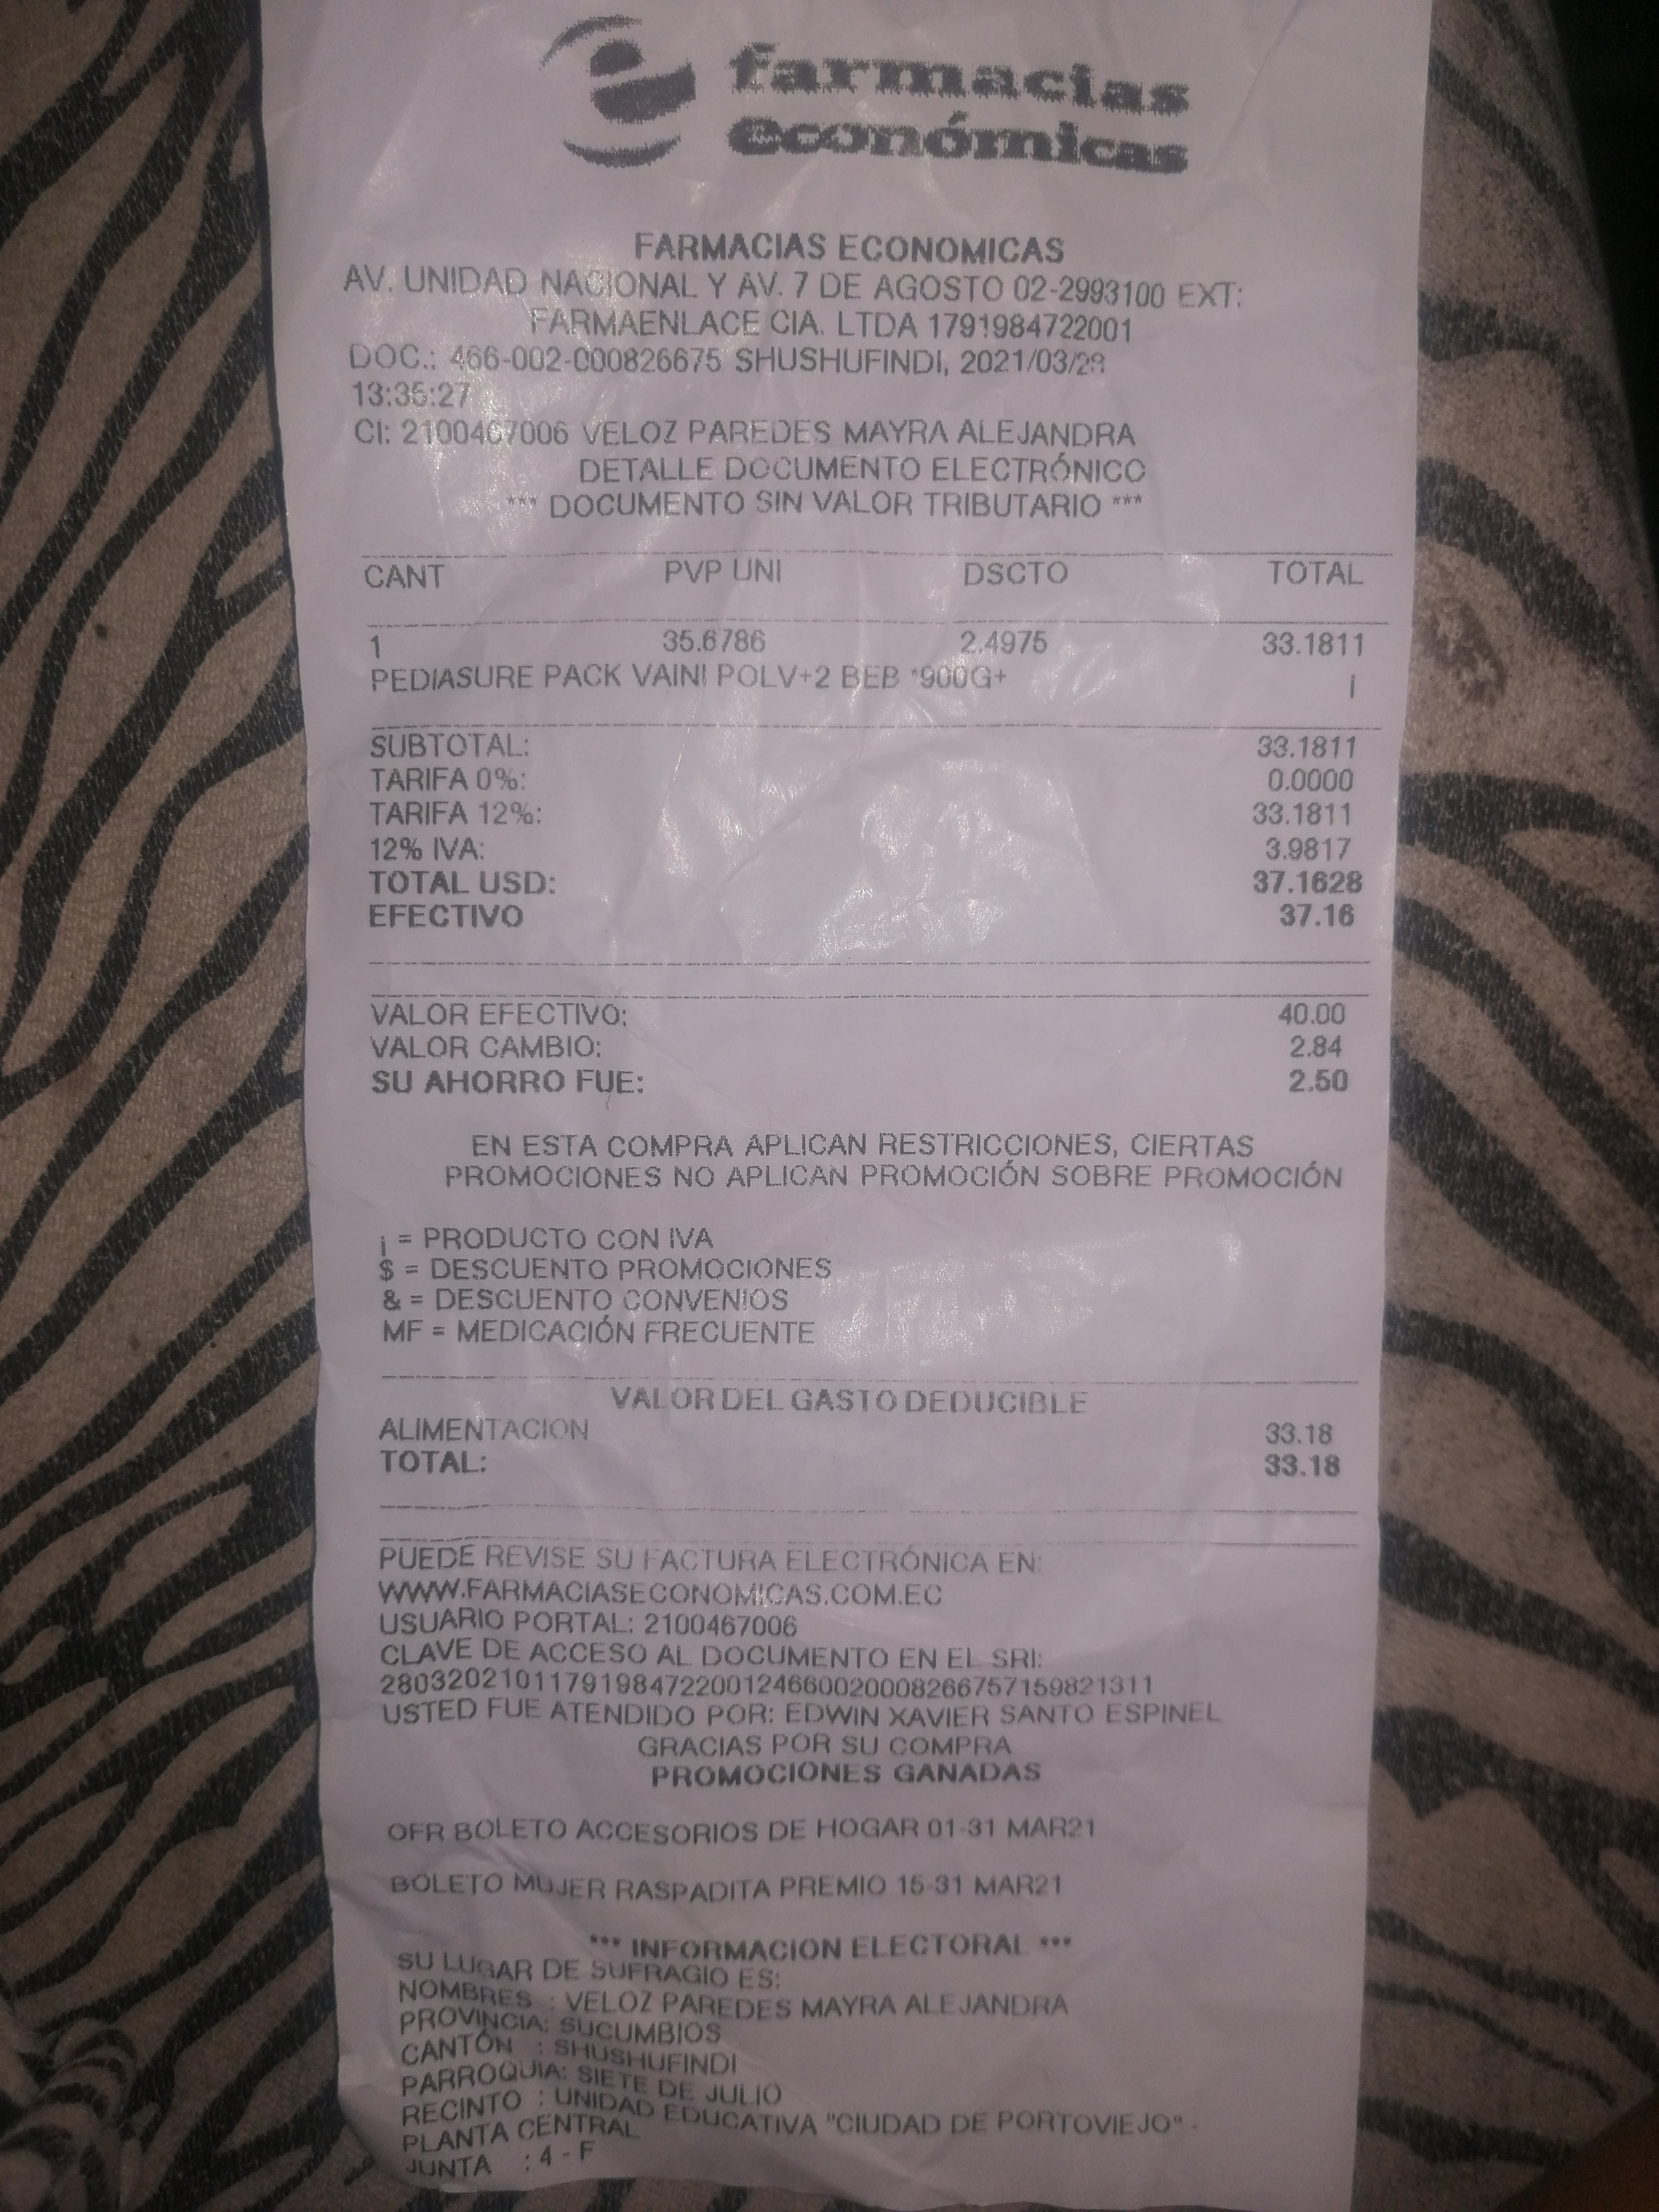 farmacias
económicas
FARMACIAS ECONOMICAS
AV. UNIDAD NACIONAL Y AV. 7 DE AGOSTO 02-2993100 EXT:
FARMAENLACE CIA. LTDA 1791984722001
DOC.: 466-002-000826675 SHUSHUFINDI, 2021/03/28
13:35:27
CI: 2100467006 VELOZ PAREDES MAYRA ALEJANDRA
DETALLE DOCUMENTO ELECTRÓNICO
*** DOCUMENTO SIN VALOR TRIBUTARIO ***
CANT PVP UNI DSCTO TOTAL
1 35.6786 2.4975 33.1811
PEDIASURE PACK VAINI POLV+2 BEB *900G+ ¡
SUBTOTAL: 33.1811
TARIFA 0%: 0.0000
TARIFA 12%: 33.1811
12% IVA: 3.9817
TOTAL USD: 37.1628
EFECTIVO 37.16
VALOR EFECTIVO: 40.00
VALOR CAMBIO: 2.84
SU AHORRO FUE: 2.50
EN ESTA COMPRA APLICAN RESTRICCIONES, CIERTAS
PROMOCIONES NO APLICAN PROMOCIÓN SOBRE PROMOCIÓN
¡ = PRODUCTO CON IVA
$ = DESCUENTO PROMOCIONES
& = DESCUENTO CONVENIOS
MF = MEDICACIÓN FRECUENTE
VALOR DEL GASTO DEDUCIBLE
ALIMENTACION 33.18
TOTAL: 33.18
PUEDE REVISE SU FACTURA ELECTRÓNICA EN:
WWW.FARMACIASECONOMICAS.COM.EC
USUARIO PORTAL: 2100467006
CLAVE DE ACCESO AL DOCUMENTO EN EL SRI:
2803202101179198472200124660020008266757159821311
USTED FUE ATENDIDO POR: EDWIN XAVIER SANTO ESPINEL
GRACIAS POR SU COMPRA
PROMOCIONES GANADAS
OFR BOLETO ACCESORIOS DE HOGAR 01-31 MAR21
BOLETO MUJER RASPADITA PREMIO 15-31 MAR21
*** INFORMACION ELECTORAL ***
SU LUGAR DE SUFRAGIO ES:
NOMBRES : VELOZ PAREDES MAYRA ALEJANDRA
PROVINCIA: SUCUMBIOS
CANTÓN : SHUSHUFINDI
PARROQUIA: SIETE DE JULIO
RECINTO : UNIDAD EDUCATIVA "CIUDAD DE PORTOVIEJO" -
PLANTA CENTRAL
JUNTA : 4 - F